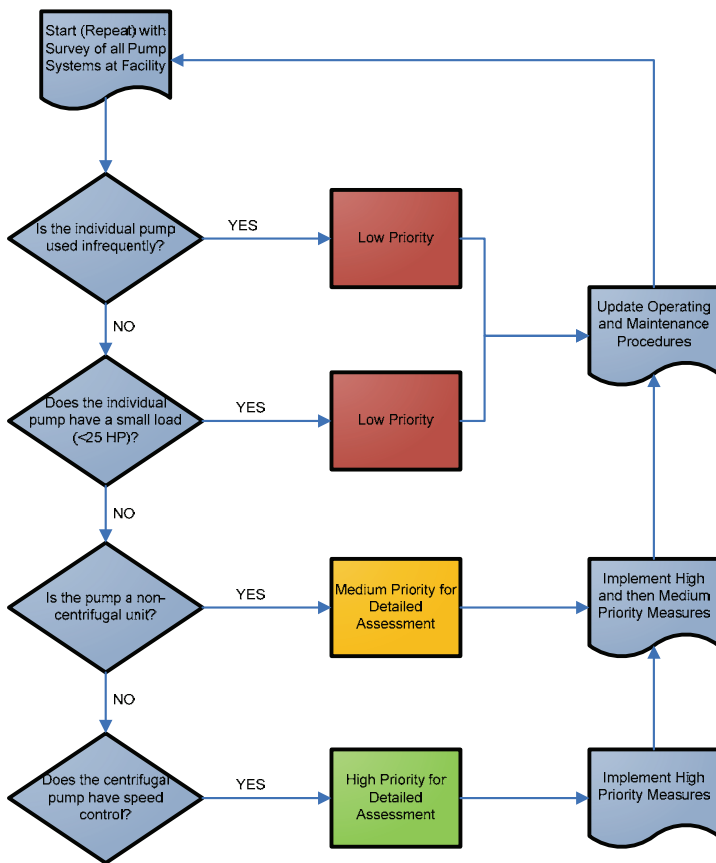 Start (Repeat) with
Survey of all Pump
Systems at Facility
Is the individual pump
used infrequently?
YES
Low Priority
NO
Update Operating
and Maintenance
Procedures
Does the individual
pump have a small load
(<25 HP)?
YES
Low Priority
NO
Is the pump a non-
centrifugal unit?
YES
Medium Priority for
Detailed
Assessment
Implement High
and then Medium
Priority Measures
NO
Does the centrifugal
pump have speed
control?
YES
High Priority for
Detailed
Assessment
Implement High
Priority Measures